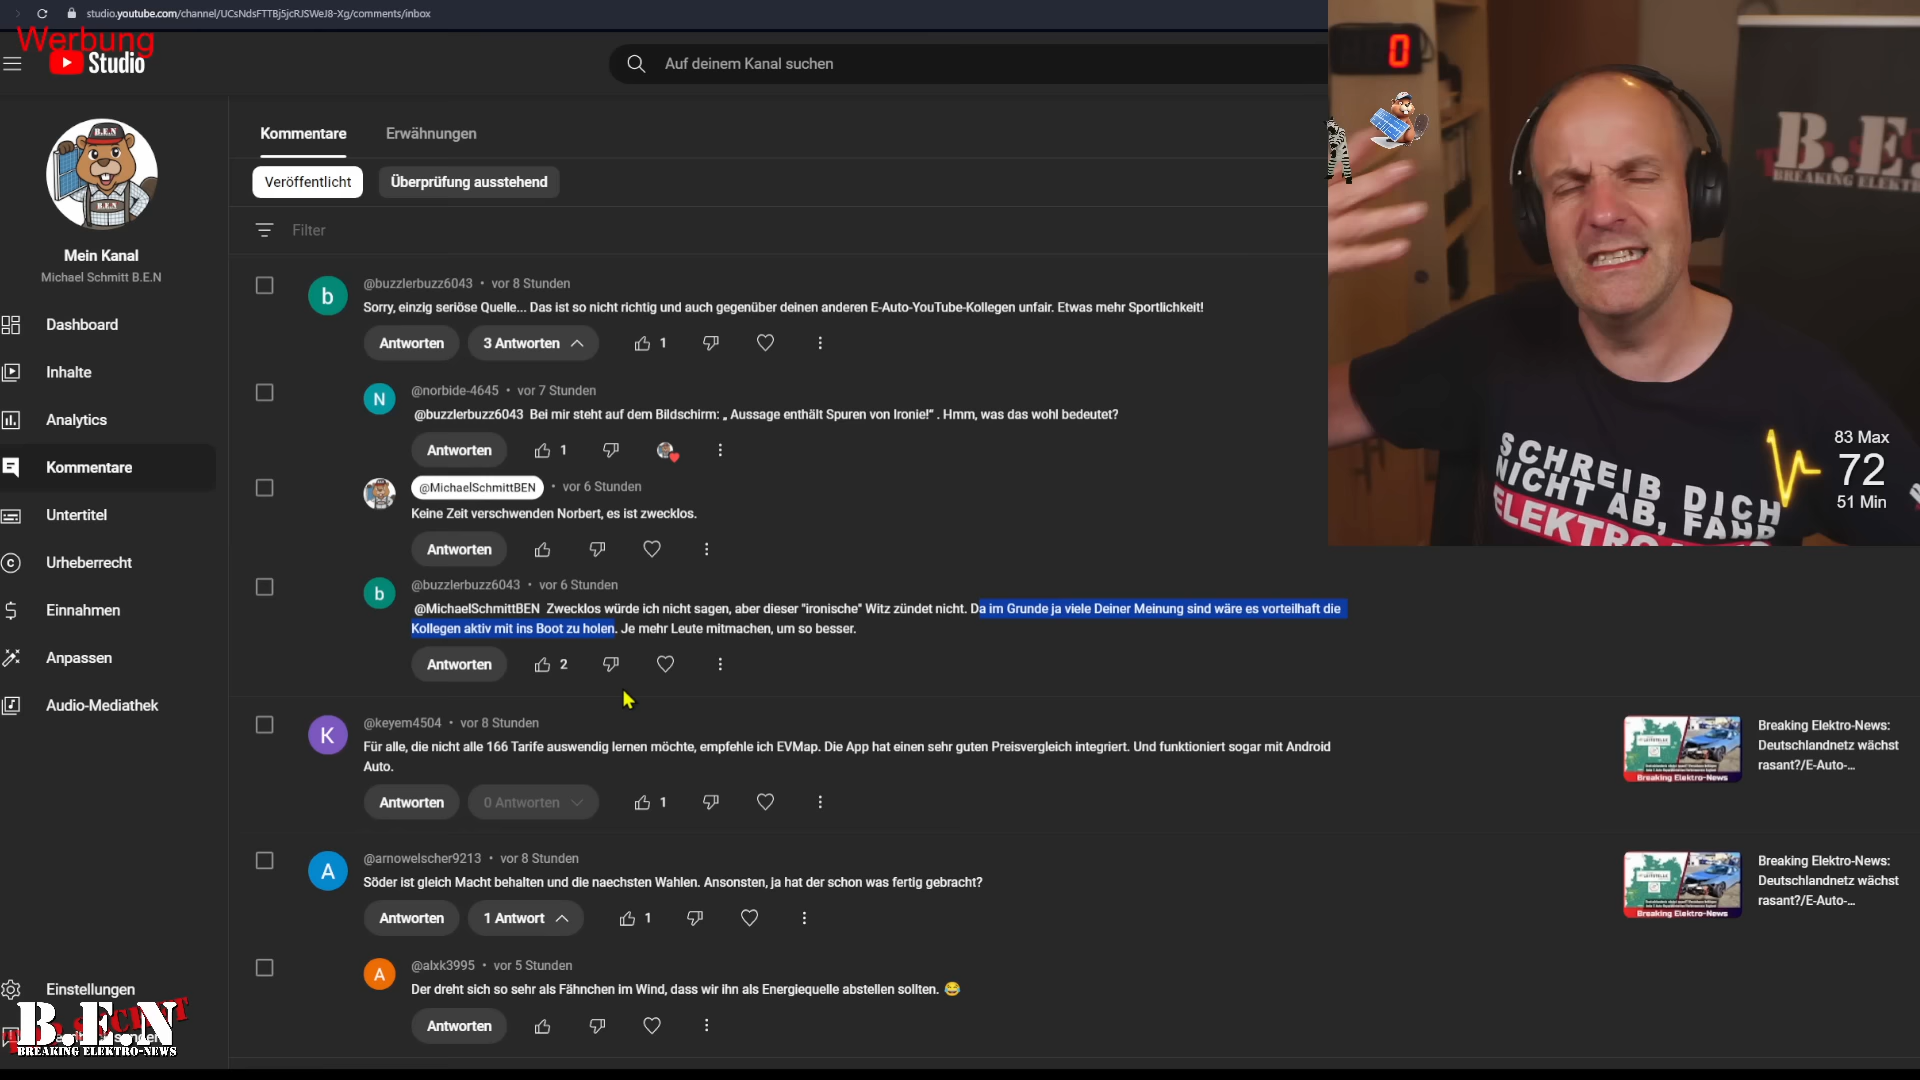 studio.youtube.com/channel/UCsNdsFTTBj5jcRJSWeJ8-Xg/comments/inbox
Werbung
Studio
Auf deinem Kanal suchen
0
B.E.N
Mein Kanal
Michael Schmitt B.E.N
Dashboard
Inhalte
Analytics
Kommentare
Untertitel
Urheberrecht
Einnahmen
Anpassen
Audio-Mediathek
Einstellungen
B.E.N
BREAKING ELEKTRO-NEWS
Kommentare
Erwähnungen
Veröffentlicht
Überprüfung ausstehend
Filter
b
@buzzlerbuzz6043 • vor 8 Stunden
Sorry, einzig seriöse Quelle... Das ist so nicht richtig und auch gegenüber deinen anderen E-Auto-YouTube-Kollegen unfair. Etwas mehr Sportlichkeit!
Antworten
3 Antworten
1
N
@norbide-4645 • vor 7 Stunden
@buzzlerbuzz6043 Bei mir steht auf dem Bildschirm: „ Aussage enthält Spuren von Ironie!“ . Hmm, was das wohl bedeutet?
Antworten
1
@MichaelSchmittBEN • vor 6 Stunden
Keine Zeit verschwenden Norbert, es ist zwecklos.
Antworten
b
@buzzlerbuzz6043 • vor 6 Stunden
@MichaelSchmittBEN Zwecklos würde ich nicht sagen, aber dieser "ironische" Witz zündet nicht. Da im Grunde ja viele Deiner Meinung sind wäre es vorteilhaft die
Kollegen aktiv mit ins Boot zu holen. Je mehr Leute mitmachen, um so besser.
Antworten
2
K
@keyem4504 • vor 8 Stunden
Für alle, die nicht alle 166 Tarife auswendig lernen möchte, empfehle ich EVMap. Die App hat einen sehr guten Preisvergleich integriert. Und funktioniert sogar mit Android
Auto.
Antworten
0 Antworten
1
Breaking Elektro-News
Breaking Elektro-News:
Deutschlandnetz wächst
rasant?/E-Auto-...
A
@arnowelscher9213 • vor 8 Stunden
Söder ist gleich Macht behalten und die naechsten Wahlen. Ansonsten, ja hat der schon was fertig gebracht?
Antworten
1 Antwort
1
Breaking Elektro-News
Breaking Elektro-News:
Deutschlandnetz wächst
rasant?/E-Auto-...
A
@alxk3995 • vor 5 Stunden
Der dreht sich so sehr als Fähnchen im Wind, dass wir ihn als Energiequelle abstellen sollten. 😂
Antworten
B.E.
BREAKING ELEKTRO
SCHREIB DICH
NICHT AB, FAHR
83 Max
72
51 Min